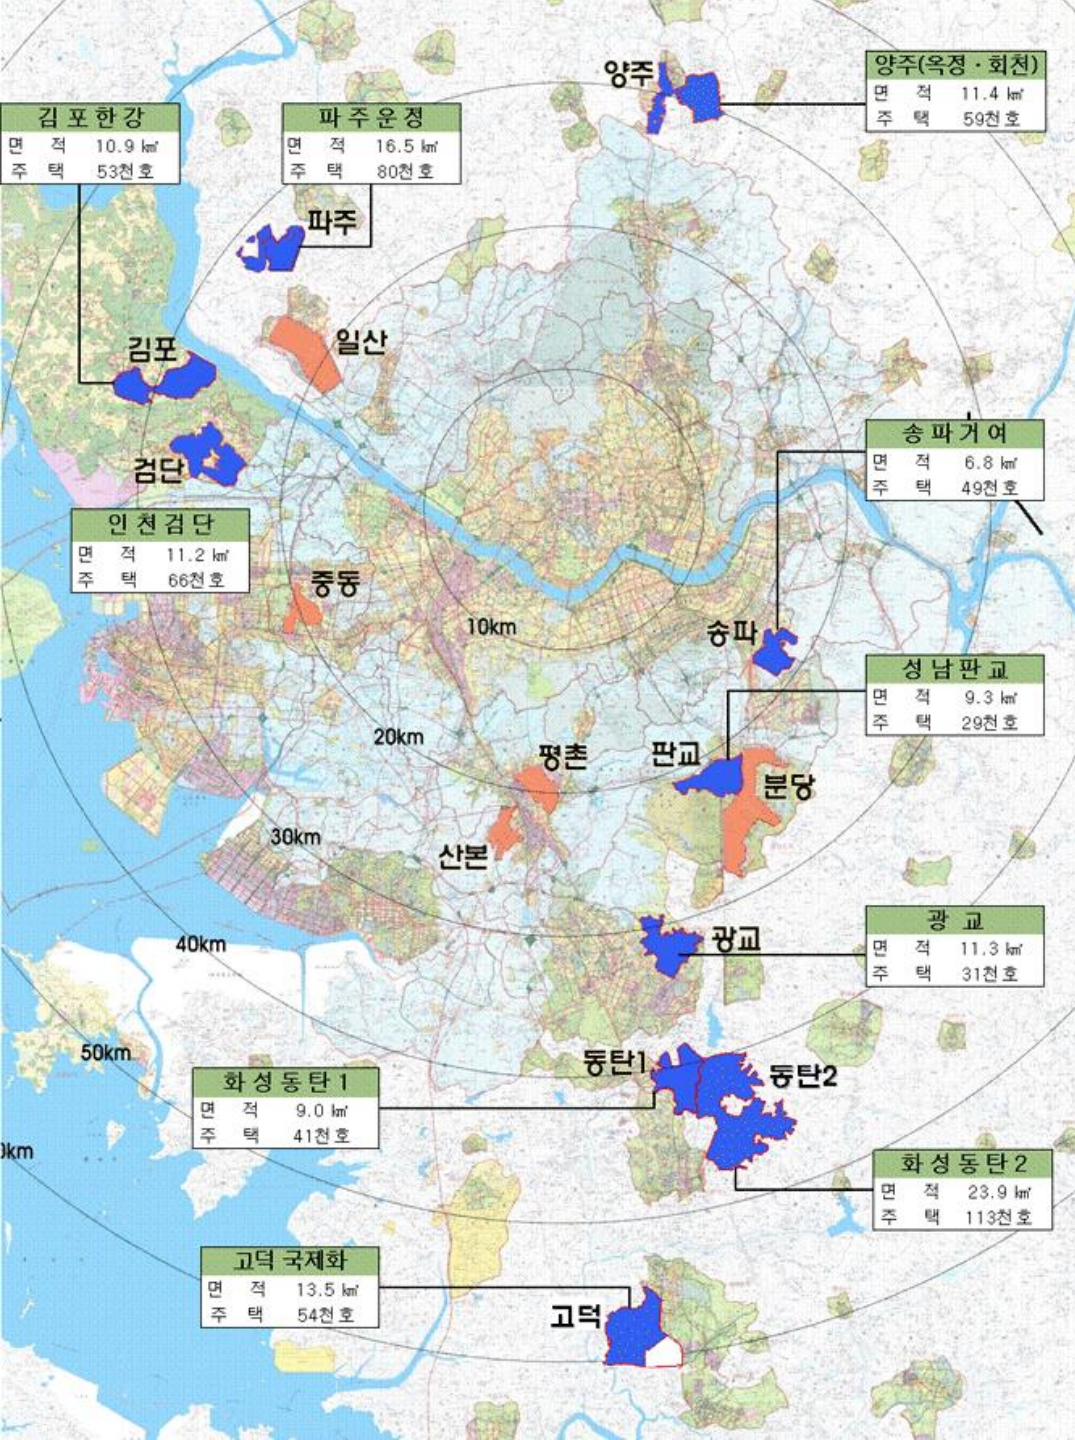 양주
양주(옥정·회천)
면 적 11.4 ㎢
주 택 59천호
김포한강
면 적 10.9 ㎢
주 택 53천호
파주운정
면 적 16.5 ㎢
주 택 80천호
파주
일산
김포
검단
송파거여
면 적 6.8 ㎢
주 택 49천호
인천검단
면 적 11.2 ㎢
주 택 66천호
중동
10km
송파
성남판교
면 적 9.3 ㎢
주 택 29천호
20km
평촌
판교
분당
30km
산본
광교
광 교
면 적 11.3 ㎢
주 택 31천호
40km
50km
동탄1
동탄2
화성동탄1
면 적 9.0 ㎢
주 택 41천호
0km
화성동탄2
면 적 23.9 ㎢
주 택 113천호
고덕 국제화
면 적 13.5 ㎢
주 택 54천호
고덕